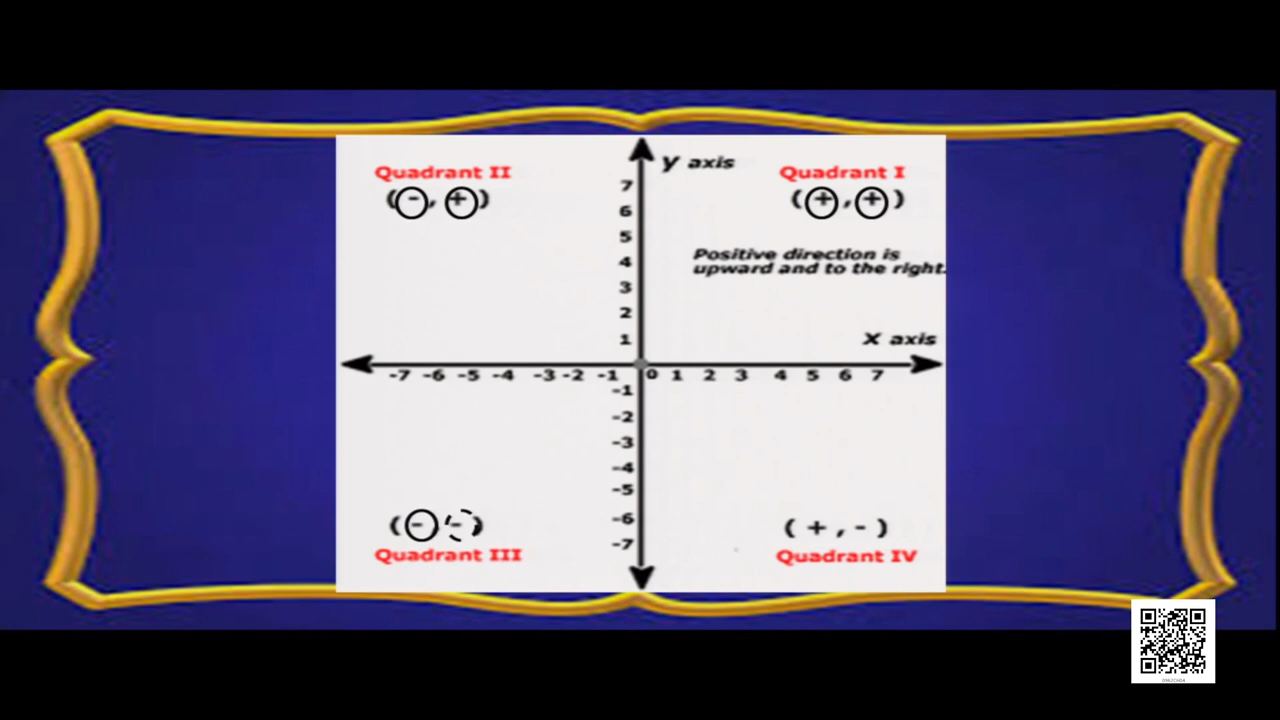 Quadrant II
(-, +)
y axis
Quadrant I
(+, +)
7
6
5
4
3
2
1
Positive direction is
upward and to the right.
x axis
-7 -6 -5 -4 -3 -2 -1 0 1 2 3 4 5 6 7
-1
-2
-3
-4
-5
-6
-7
(-, -)
Quadrant III
(+, -)
Quadrant IV